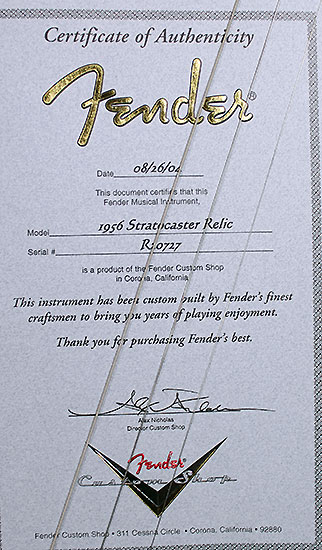 Certificate of Authenticity
Fender®
Date 08/26/04
This document certifies that this
Fender Musical Instrument,
Model 1956 Stratocaster Relic
Serial # R10727
is a product of the Fender Custom Shop
in Corona, California
This instrument has been custom built by Fender's finest
craftsmen to bring you years of playing enjoyment.
Thank you for purchasing Fender's best.
Alex Nicholas
Director Custom Shop
Fender
Custom Shop
Fender Custom Shop • 311 Cessna Circle • Corona, California • 92880